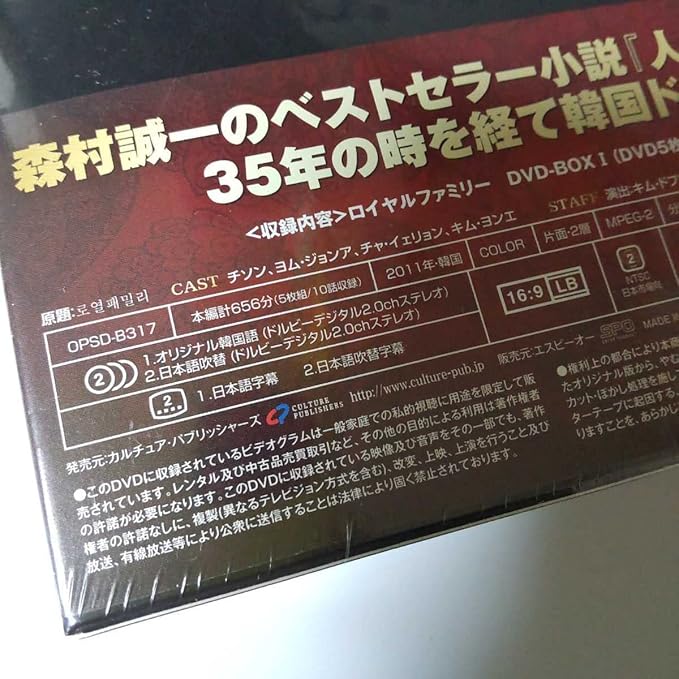 森村誠一のベストセラー小説『人
35年の時を経て韓国ド
<収録内容>ロイヤルファミリー DVD-BOX I (DVD5枚
CAST チソン、ヨム・ジョンア、チャ・イェリョン、キム・ヨンエ STAFF 演出:キム・ドフ
原題:로열패밀리
OPSD-B317 本編計656分(5枚組/10話収録) 2011年・韓国 COLOR 片面・2層 MPEG-2
2 1.オリジナル韓国語 (ドルビーデジタル2.0chステレオ)
2.日本語吹替 (ドルビーデジタル2.0chステレオ)
16:9 LB
2 NTSC 日本市場向
2 1.日本語字幕 2.日本語吹替字幕
発売元:カルチュア・パブリッシャーズ CULTURE PUBLISHERS http://www.culture-pub.jp 販売元:エスピーオー SPO MADE
●このDVDに収録されているビデオグラムは一般家庭での私的視聴に用途を限定して販
売されています。レンタル及び中古品売買取引など、その他の目的による利用は著作権者
の許諾が必要になります。このDVDに収録されている映像及び音声をその一部でも、著作
権者の許諾なしに、複製(異なるテレビジョン方式を含む)、改変、上映、上演を行うこと及び
放送、有線放送等により公衆に送信することは法律により固く禁止されております。
●権利上の都合により本商
たオリジナル版から、やむ
カット・ぼかし処理を施し
ターテープに起因する、
りますことを、あらかじ